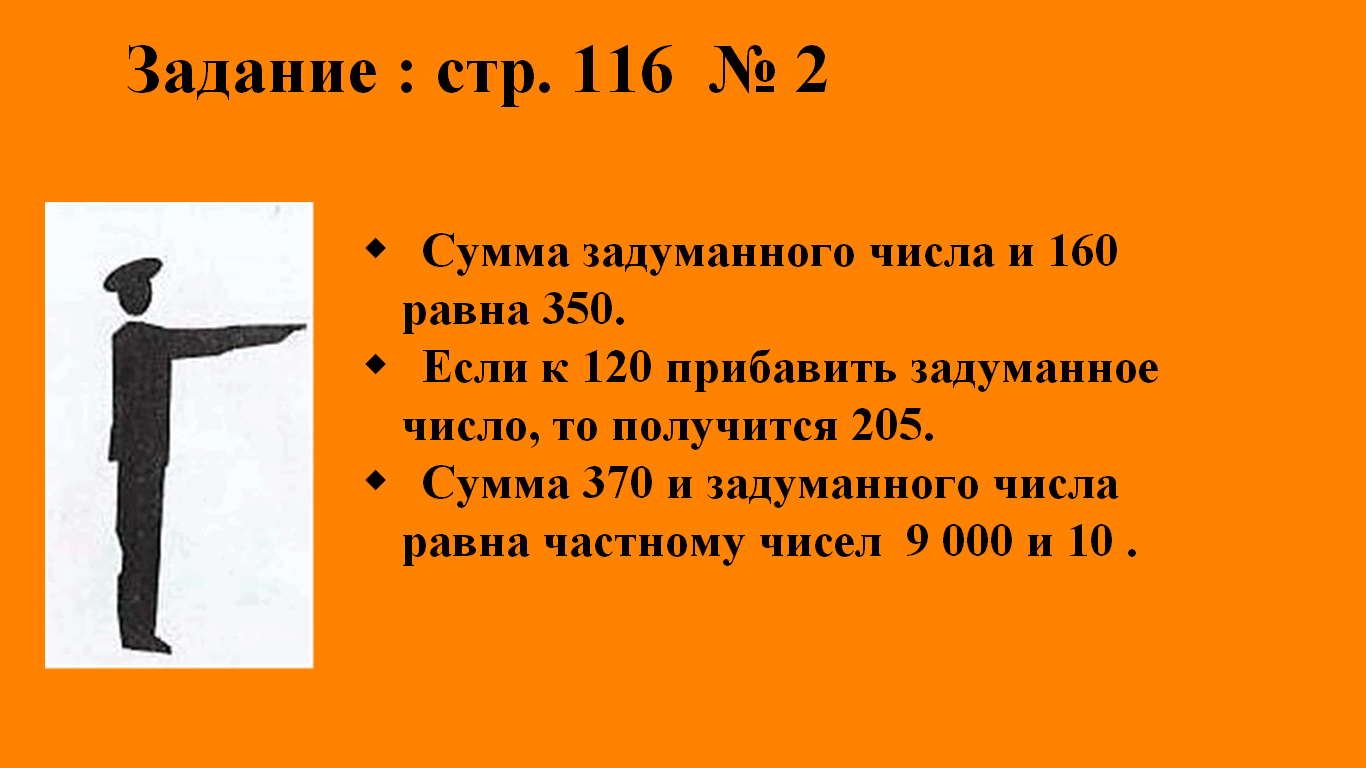 Задание : стр. 116 № 2
◆ Сумма задуманного числа и 160
равна 350.
◆ Если к 120 прибавить задуманное
число, то получится 205.
◆ Сумма 370 и задуманного числа
равна частному чисел 9 000 и 10 .